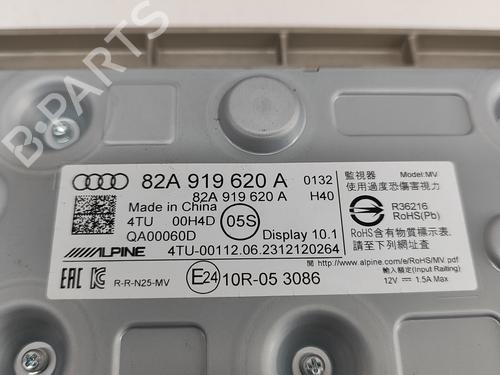 B-PARTS
82A 919 620 A 0132
82A 919 620 A H40
Made in China
4TU 00H4D 05S
QA00060D Display 10.1
ALPINE 4TU-00112.06.2312120264
EAC R-R-N25-MV E24 10R-05 3086
監視器 Model:MV
使用過度恐傷害視力
R36216
RoHS(Pb)
RoHS含有物質標示表.
請至下列網址查
閱 http://www.alpine.com/e/RoHS/MV.pdf
輸入額定(Input Railing)
12V ⎓ 1.5A Max